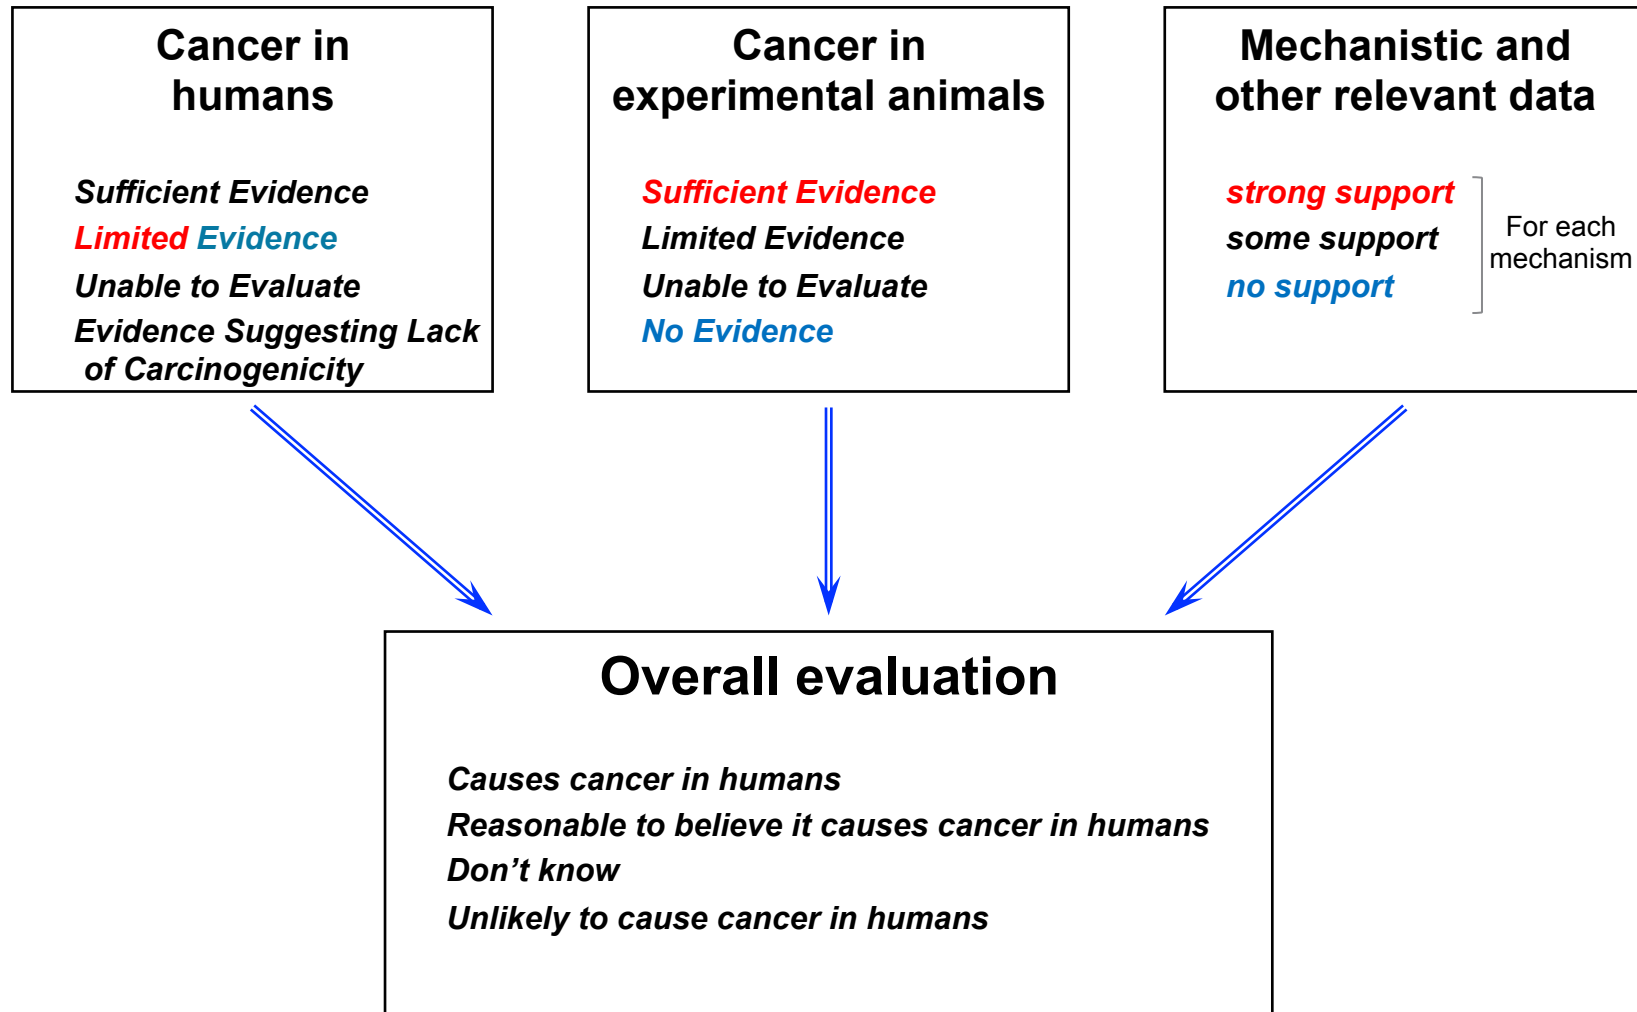 Cancer in
humans
Sufficient Evidence
Limited Evidence
Unable to Evaluate
Evidence Suggesting Lack
of Carcinogenicity
Cancer in
experimental animals
Sufficient Evidence
Limited Evidence
Unable to Evaluate
No Evidence
Mechanistic and
other relevant data
strong support
some support
no support
For each
mechanism
Overall evaluation
Causes cancer in humans
Reasonable to believe it causes cancer in humans
Don’t know
Unlikely to cause cancer in humans